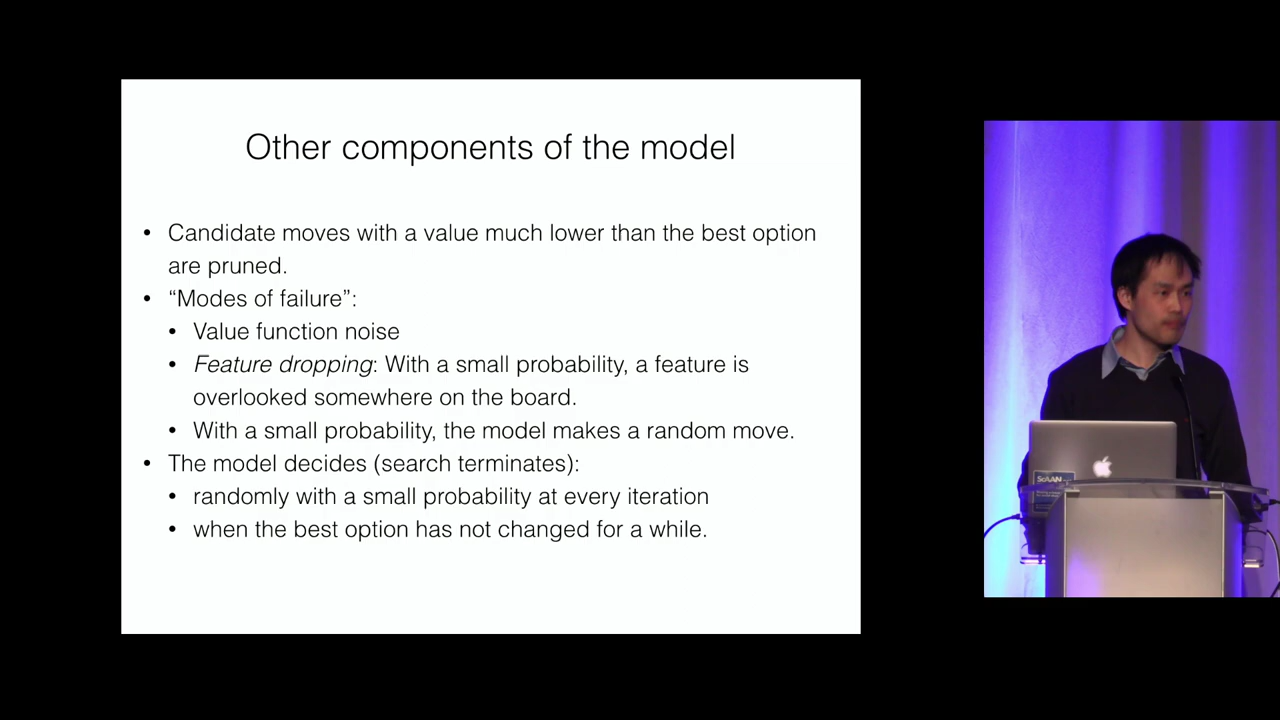 Other components of the model
• Candidate moves with a value much lower than the best option
are pruned.
• “Modes of failure”:
• Value function noise
• Feature dropping: With a small probability, a feature is
overlooked somewhere on the board.
• With a small probability, the model makes a random move.
• The model decides (search terminates):
• randomly with a small probability at every iteration
• when the best option has not changed for a while.